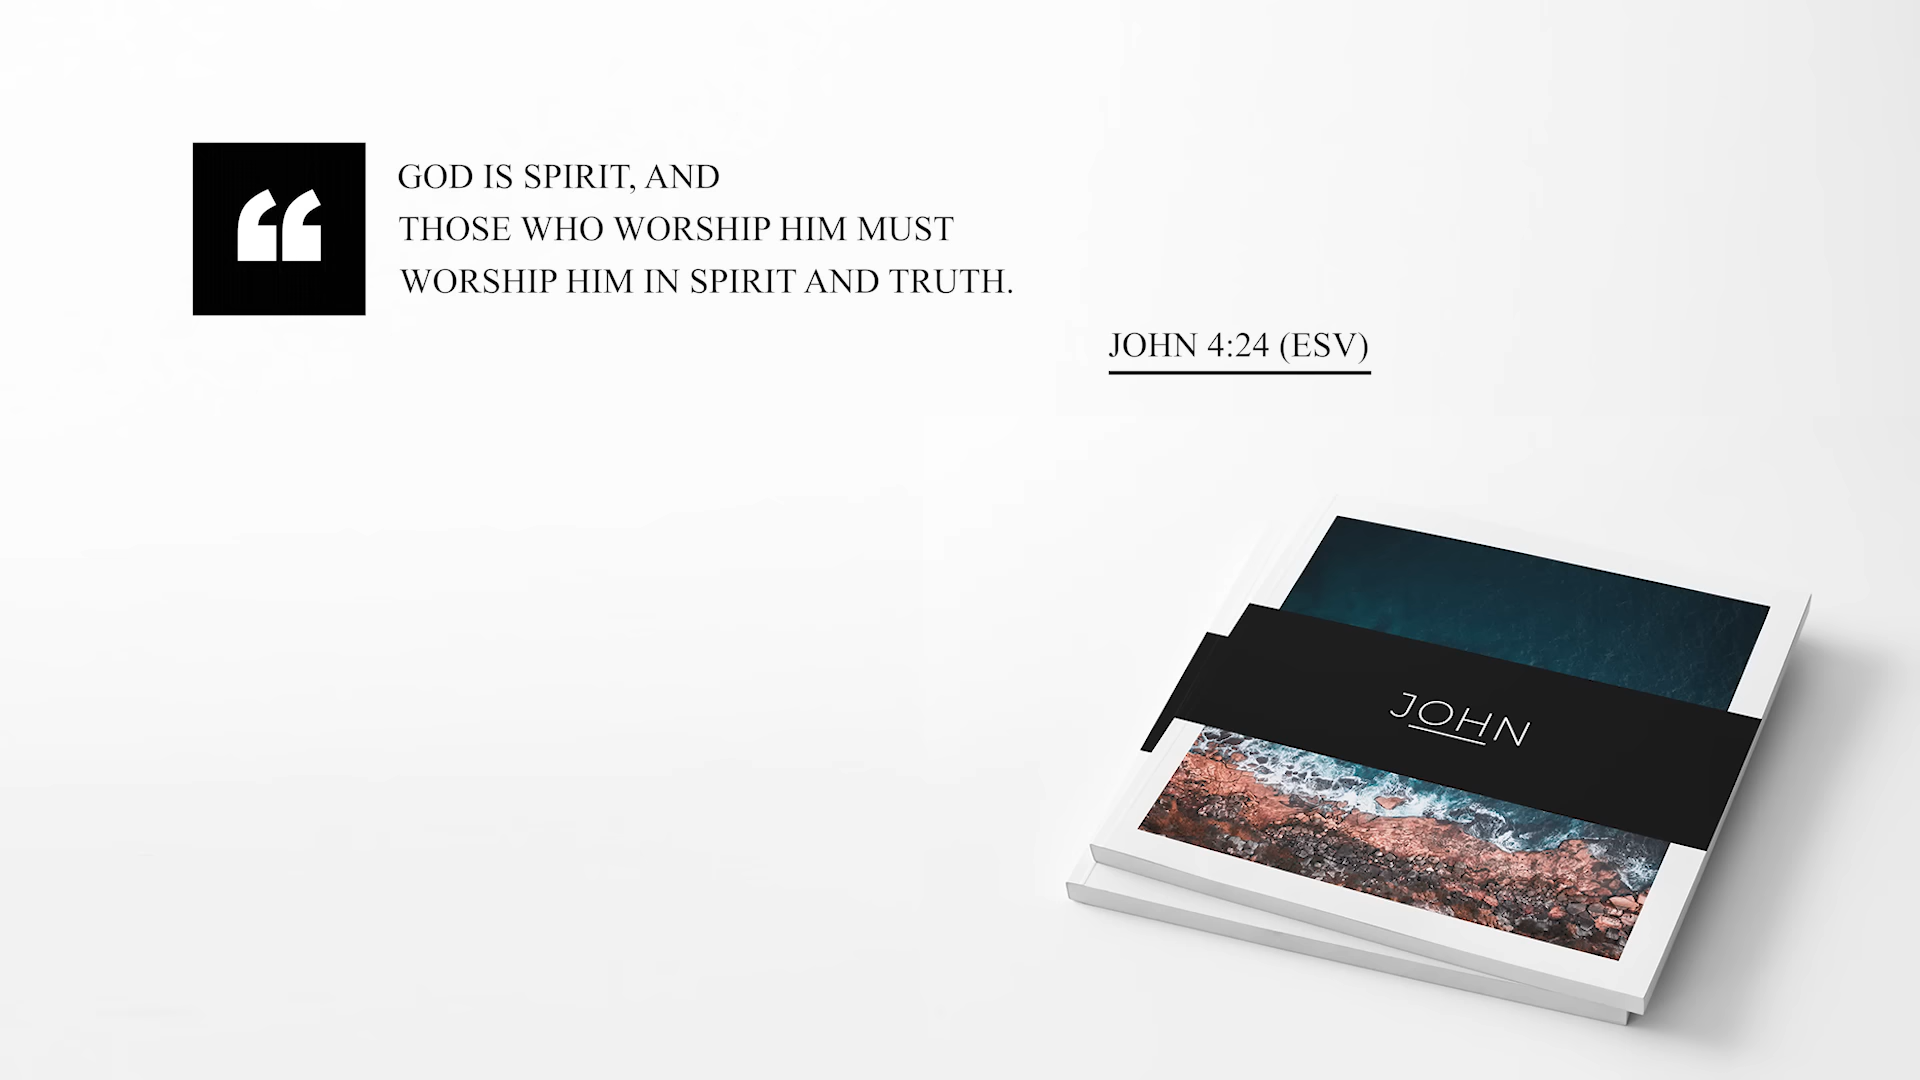 GOD IS SPIRIT, AND
THOSE WHO WORSHIP HIM MUST
WORSHIP HIM IN SPIRIT AND TRUTH.
JOHN 4:24 (ESV)
JOHN